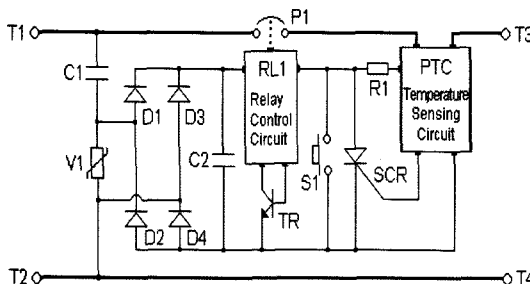 T1
P1
T3
C1
RL1
Relay
Control
Circuit
R1
PTC
Temperature
Sensing
Circuit
D1
D3
V1
C2
S1
SCR
D2
D4
TR
T2
T4